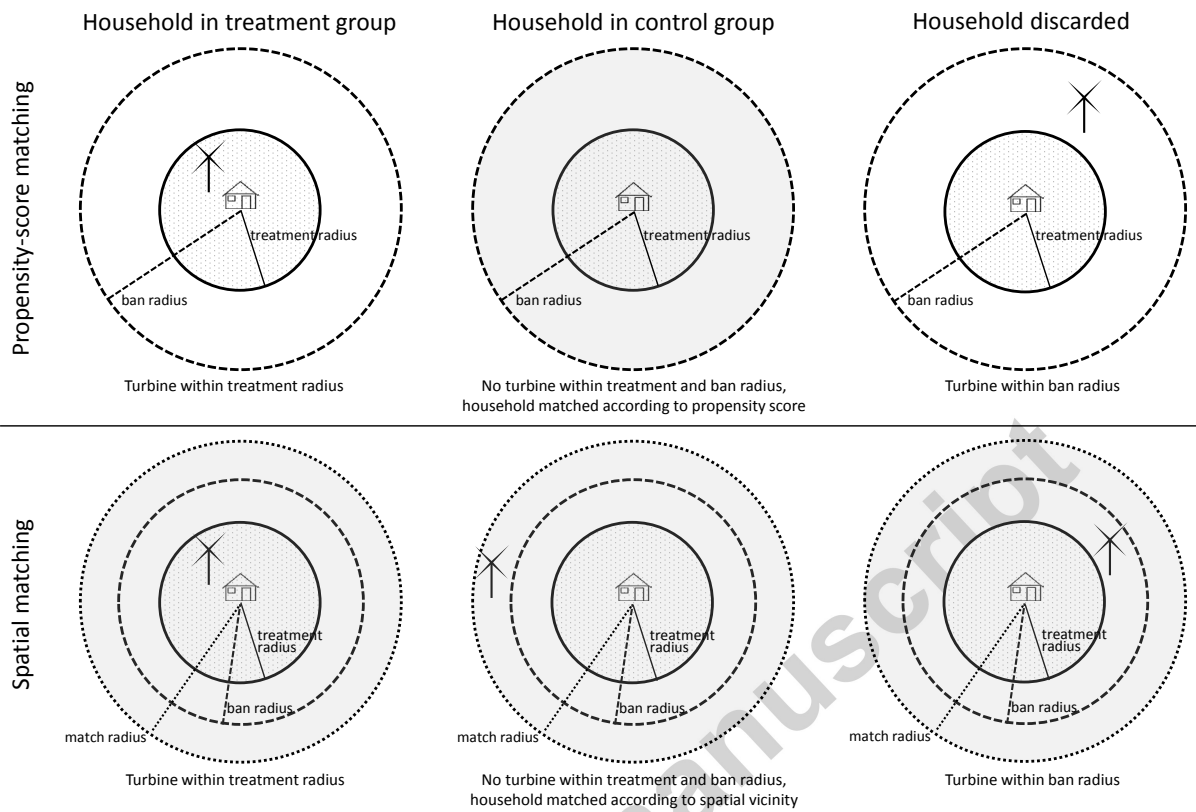 Household in treatment group
Household in control group
Household discarded
Propensity-score matching
treatment radius
ban radius
Turbine within treatment radius
treatment radius
ban radius
No turbine within treatment and ban radius,
household matched according to propensity score
treatment radius
ban radius
Turbine within ban radius
Spatial matching
treatment
radius
ban radius
match radius
Turbine within treatment radius
treatment
radius
ban radius
match radius
No turbine within treatment and ban radius,
household matched according to spatial vicinity
treatment
radius
ban radius
match radius
Turbine within ban radius
anuscript